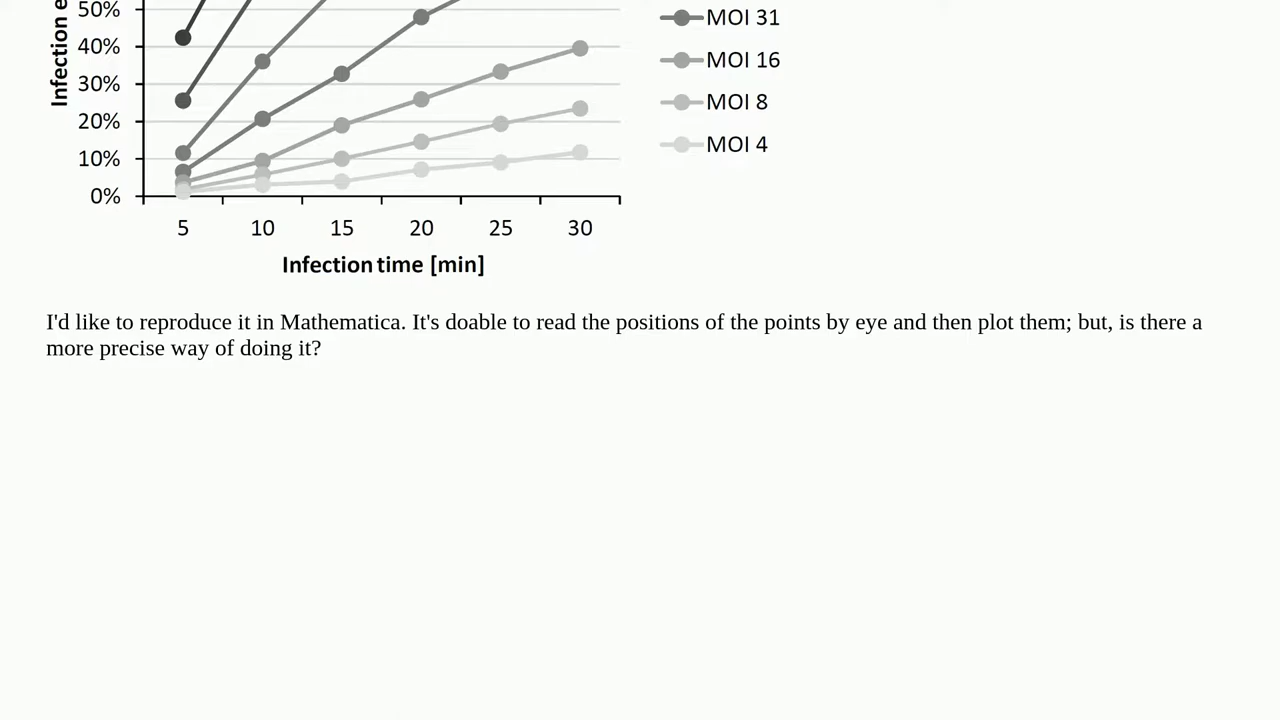 50%
40%
30%
20%
10%
0%
Infection e
5 10 15 20 25 30
Infection time [min]
MOI 31
MOI 16
MOI 8
MOI 4
I'd like to reproduce it in Mathematica. It's doable to read the positions of the points by eye and then plot them; but, is there a
more precise way of doing it?